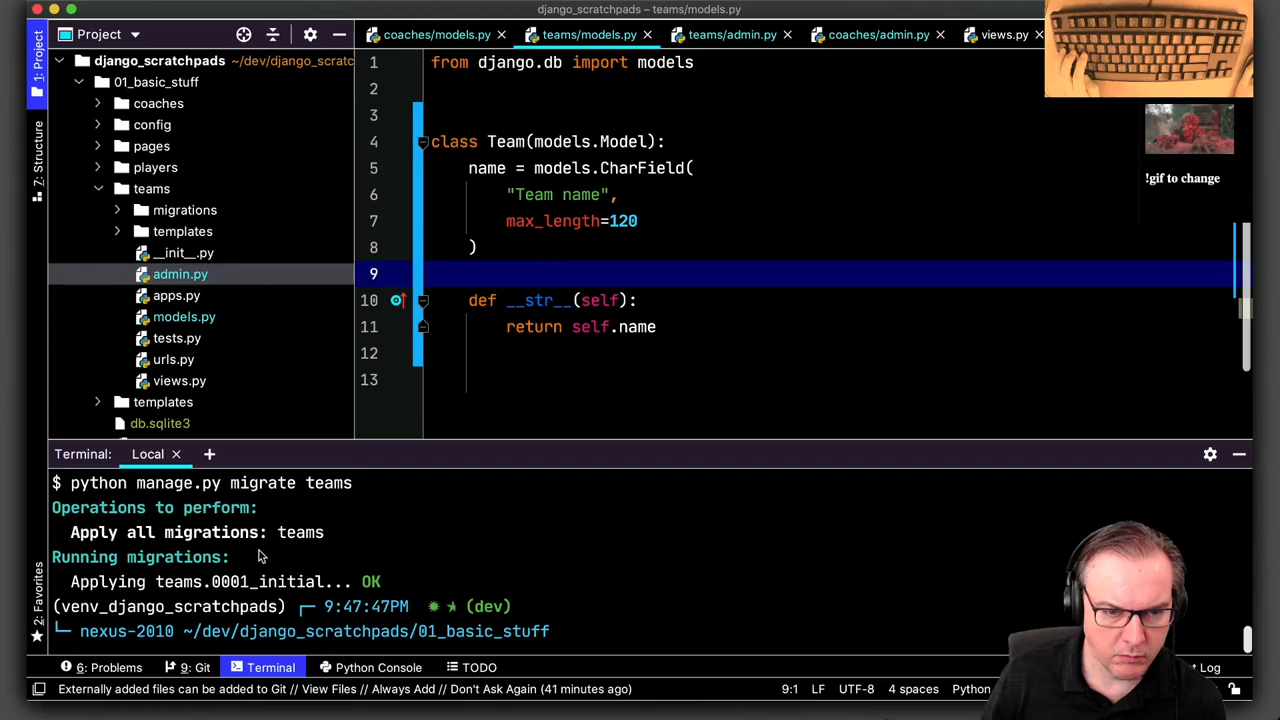 django_scratchpads – teams/models.py
Project
coaches/models.py
teams/models.py
teams/admin.py
coaches/admin.py
views.py
1: Project
7: Structure
2: Favorites
django_scratchpads ~/dev/django_scratc
01_basic_stuff
coaches
config
pages
players
teams
migrations
templates
__init__.py
admin.py
apps.py
models.py
tests.py
urls.py
views.py
templates
db.sqlite3
1 from django.db import models
2
3
4 class Team(models.Model):
5 name = models.CharField(
6 "Team name",
7 max_length=120
8 )
9
10 def __str__(self):
11 return self.name
12
13
!gif to change
Terminal: Local
$ python manage.py migrate teams
Operations to perform:
Apply all migrations: teams
Running migrations:
Applying teams.0001_initial... OK
(venv_django_scratchpads) 9:47:47PM (dev)
nexus-2010 ~/dev/django_scratchpads/01_basic_stuff
6: Problems 9: Git Terminal Python Console TODO t Log
Externally added files can be added to Git // View Files // Always Add // Don't Ask Again (41 minutes ago) 9:1 LF UTF-8 4 spaces Python